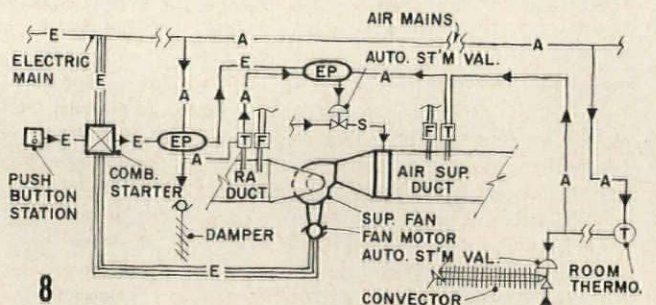 E
A
AIR MAINS
A
A
ELECTRIC
MAIN
E
EP
AUTO. ST'M VAL.
A
E
A
A
S
E
E
EP
A
T F
F T
A
A
PUSH
BUTTON
STATION
COMB.
STARTER
RA
DUCT
AIR SUP.
DUCT
T
DAMPER
SUP. FAN
FAN MOTOR
AUTO. ST'M VAL.
ROOM
THERMO.
E
CONVECTOR
8